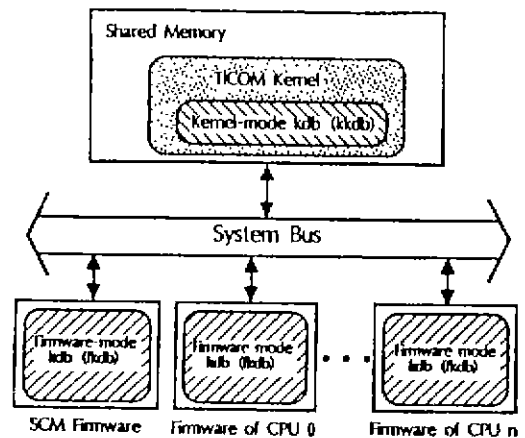 Shared Memory
TICOM Kernel
Kernel-mode kdb (kkdb)
System Bus
Firmware-mode
kdb (fkdb)
Firmware mode
kdb (fkdb)
Firmware mode
kdb (fkdb)
SCM Firmware
Firmware of CPU 0
Firmware of CPU n